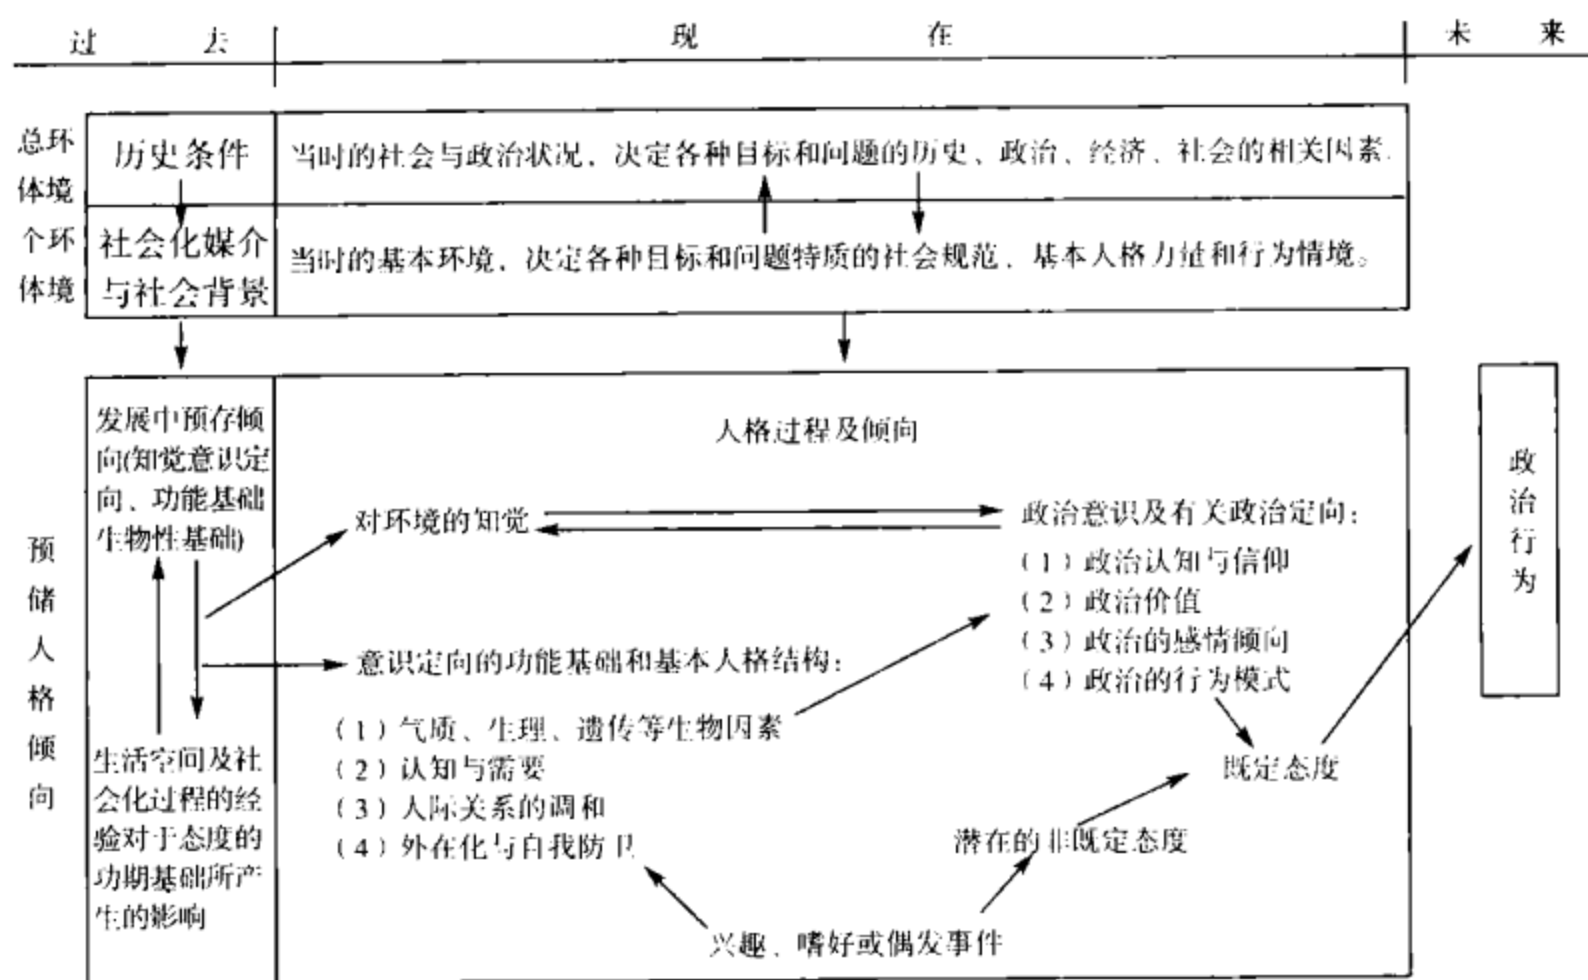 过 去 现 在 未 来
总环
体境
历史条件
当时的社会与政治状况，决定各种目标和问题的历史、政治、经济、社会的相关因素.
个环
体境
社会化媒介
与社会背景
当时的基本环境，决定各种目标和问题特质的社会规范、基本人格力量和行为情境。
预
储
人
格
倾
向
发展中预存倾
向(知觉意识定
向、功能基础
生物性基础)
生活空间及社
会化过程的经
验对于态度的
功期基础所产
生的影响
人格过程及倾向
对环境的知觉
意识定向的功能基础和基本人格结构：
（1）气质、生理、遗传等生物因素
（2）认知与需要
（3）人际关系的调和
（4）外在化与自我防卫
政治意识及有关政治定向：
（1）政治认知与信仰
（2）政治价值
（3）政治的感情倾向
（4）政治的行为模式
既定态度
潜在的非既定态度
兴趣、嗜好或偶发事件
政
治
行
为